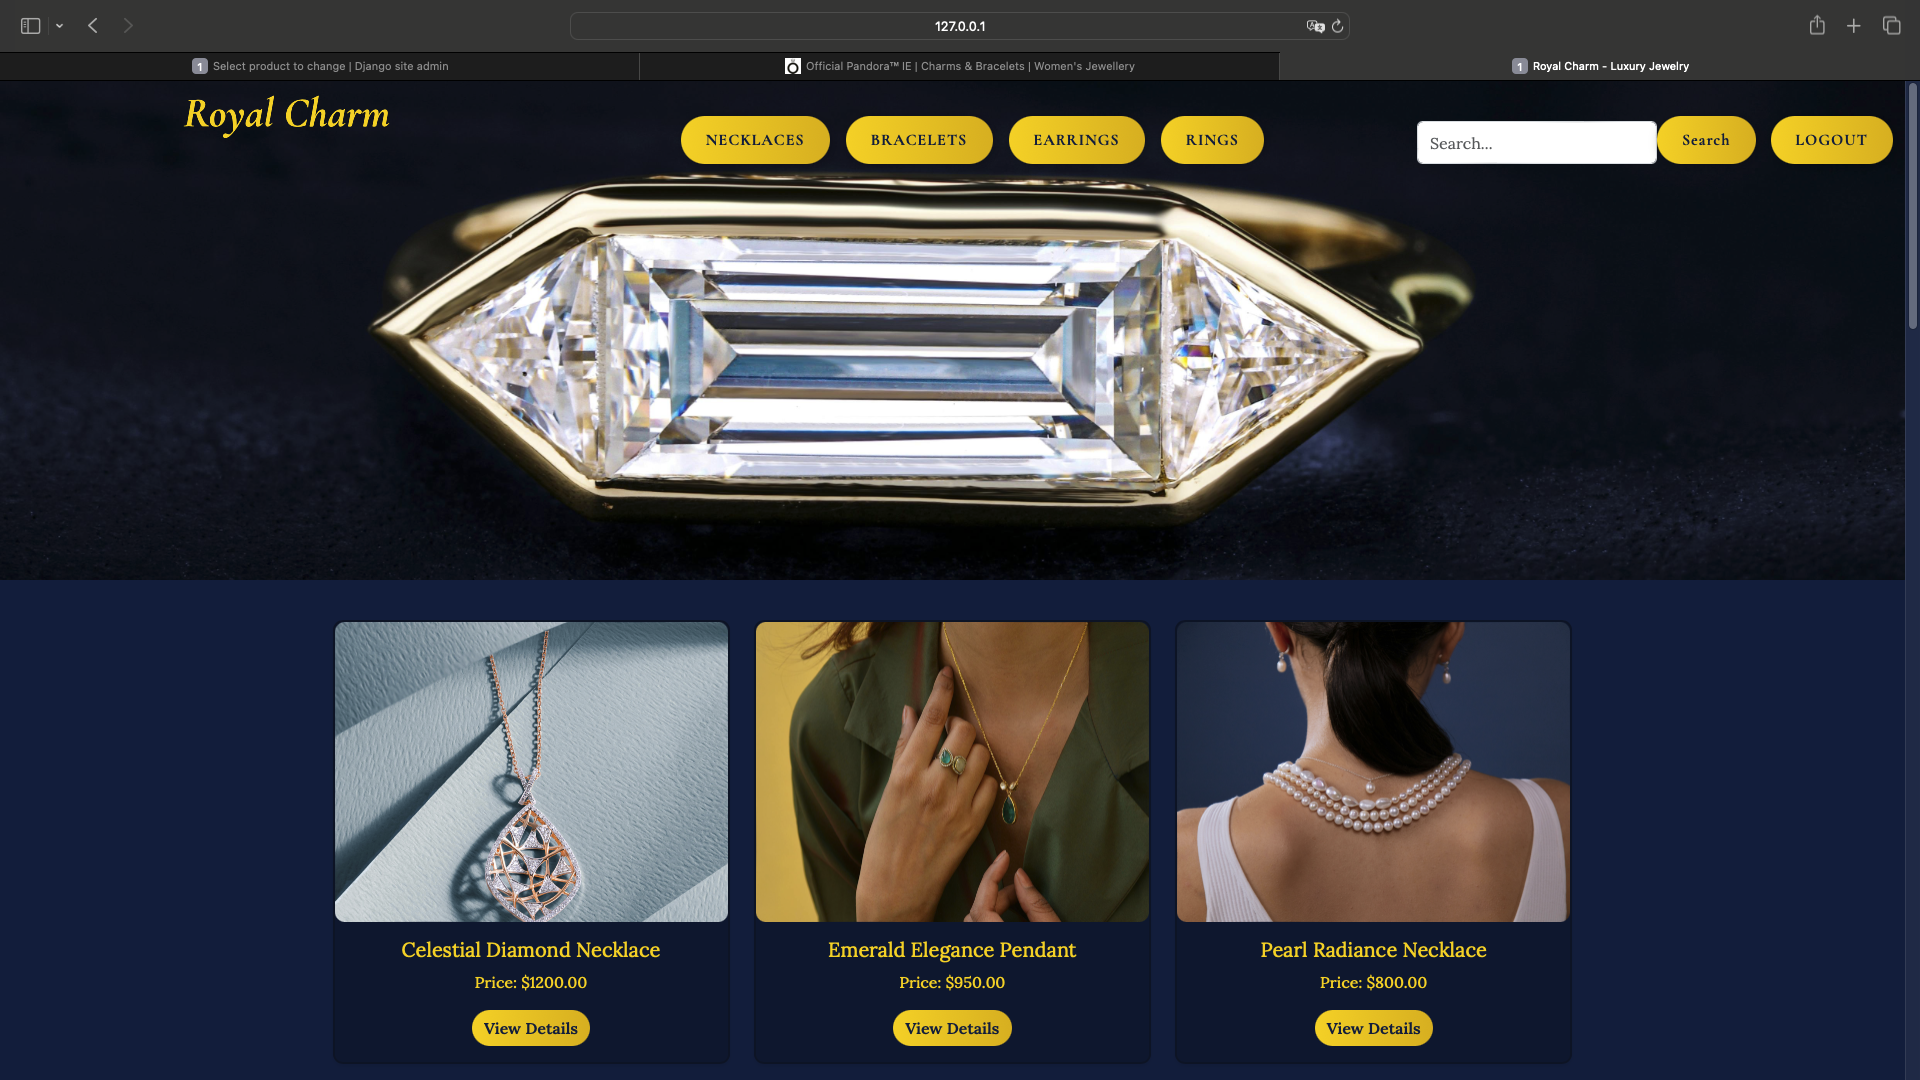 127.0.0.1
1 Select product to change | Django site admin
Official Pandora™ IE | Charms & Bracelets | Women's Jewellery
1 Royal Charm - Luxury Jewelry
Royal Charm
NECKLACES
BRACELETS
EARRINGS
RINGS
Search...
Search
LOGOUT
Celestial Diamond Necklace
Emerald Elegance Pendant
Pearl Radiance Necklace
Price: $1200.00
Price: $950.00
Price: $800.00
View Details
View Details
View Details